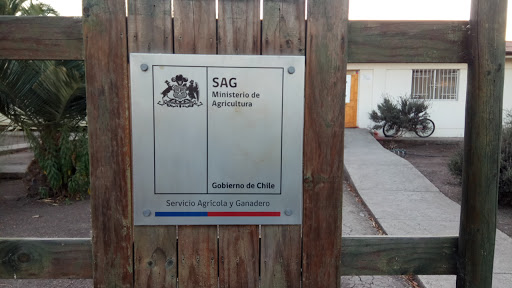 SAG
Ministerio de
Agricultura
Gobierno de Chile
Servicio Agrícola y Ganadero